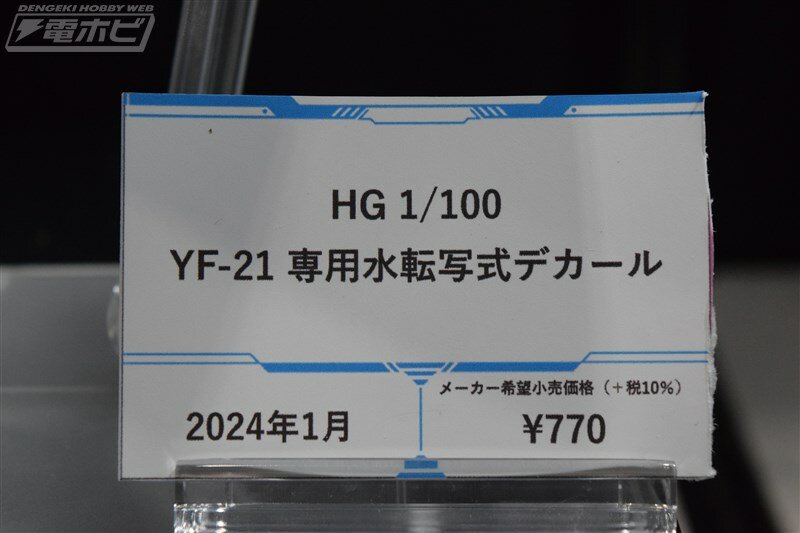 DENGEKI HOBBY WEB
電ホビ
HG 1/100
YF-21 専用水転写式デカール
メーカー希望小売価格（＋税10%）
2024年1月
¥770